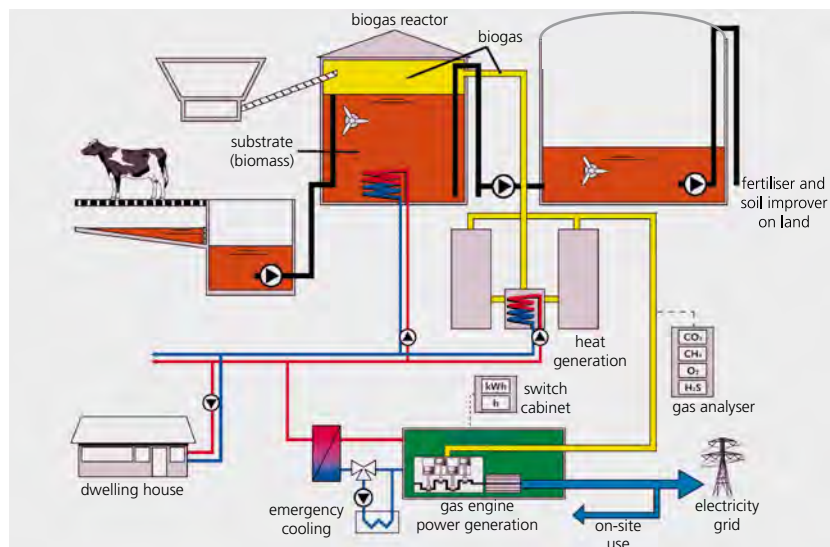 biogas reactor
biogas
substrate
(biomass)
fertiliser and
soil improver
on land
heat
generation
CO₂
CH₄
O₂
H₂S
gas analyser
kWh
h
switch
cabinet
dwelling house
emergency
cooling
gas engine
power generation
on-site
use
electricity
grid